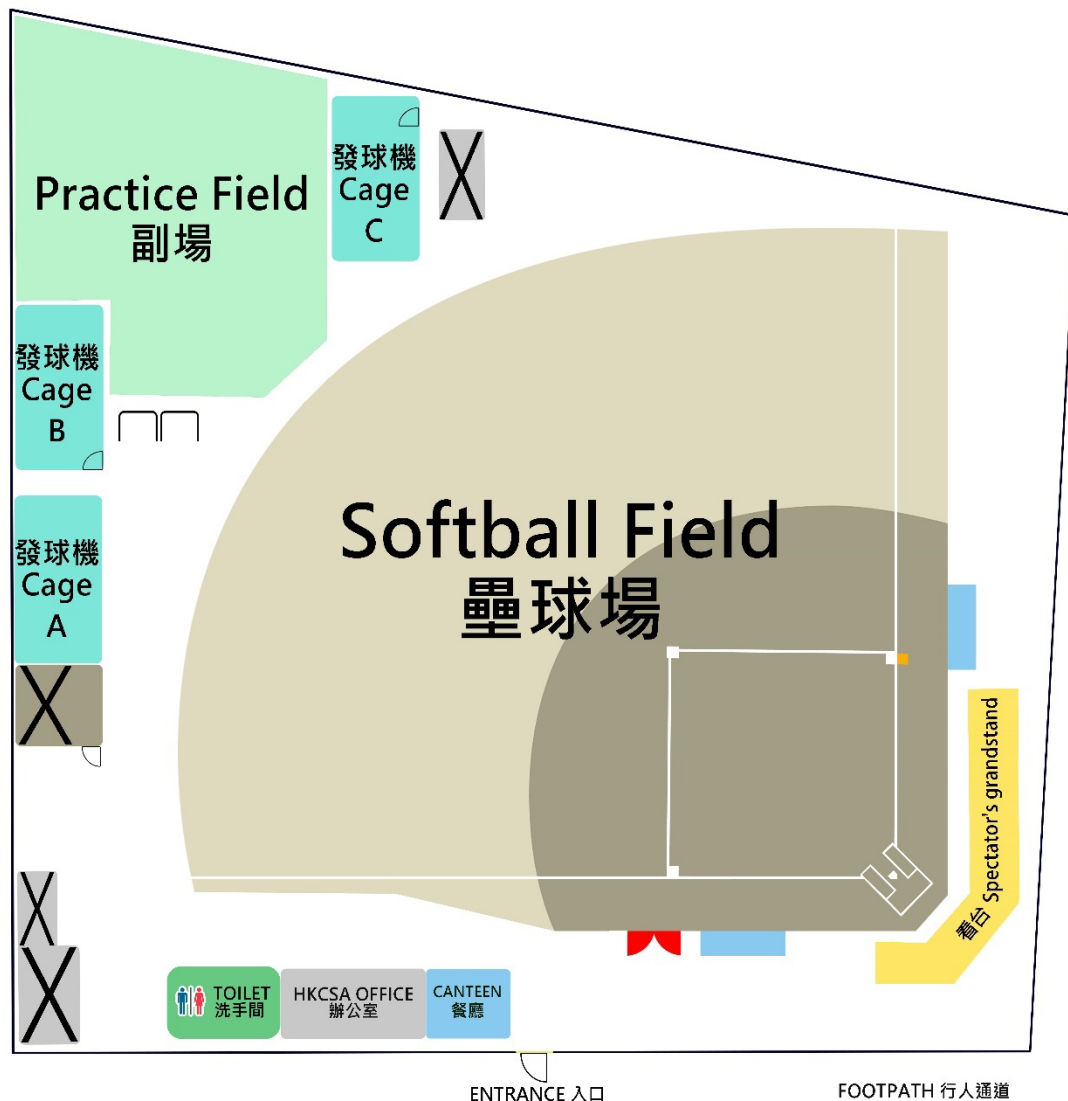 Practice Field
副場
發球機
Cage
C
發球機
Cage
B
發球機
Cage
A
Softball Field
壘球場
看台 Spectator's grandstand
TOILET
洗手間
HKCSA OFFICE
辦公室
CANTEEN
餐廳
ENTRANCE 入口
FOOTPATH 行人通道